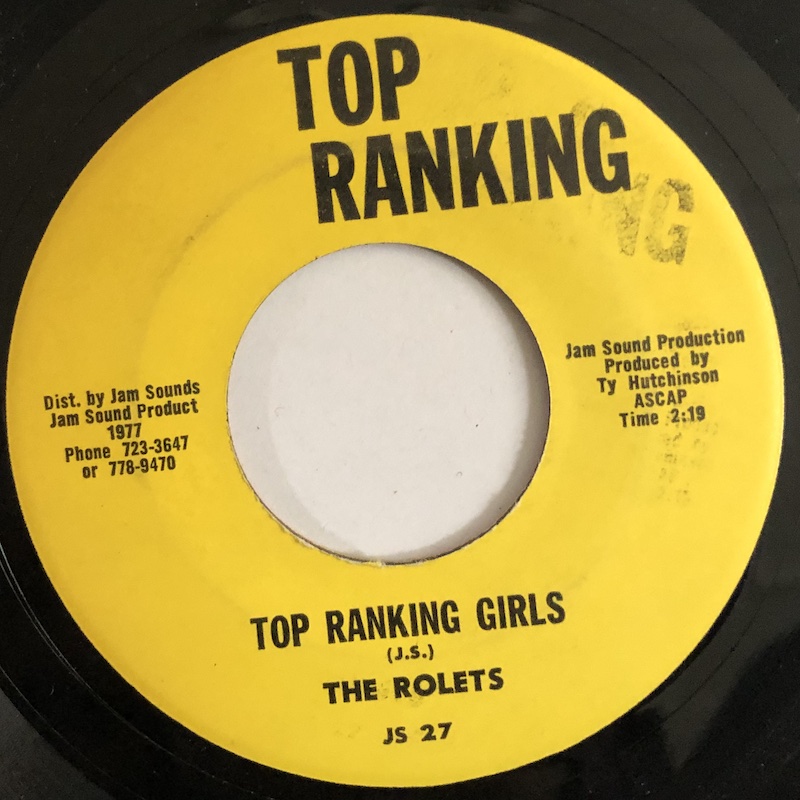 TOP
RANKING
NG
Dist. by Jam Sounds
Jam Sound Product
1977
Phone 723-3647
or 778-9470
Jam Sound Production
Produced by
Ty Hutchinson
ASCAP
Time 2:19
TOP RANKING GIRLS
(J.S.)
THE ROLETS
JS 27